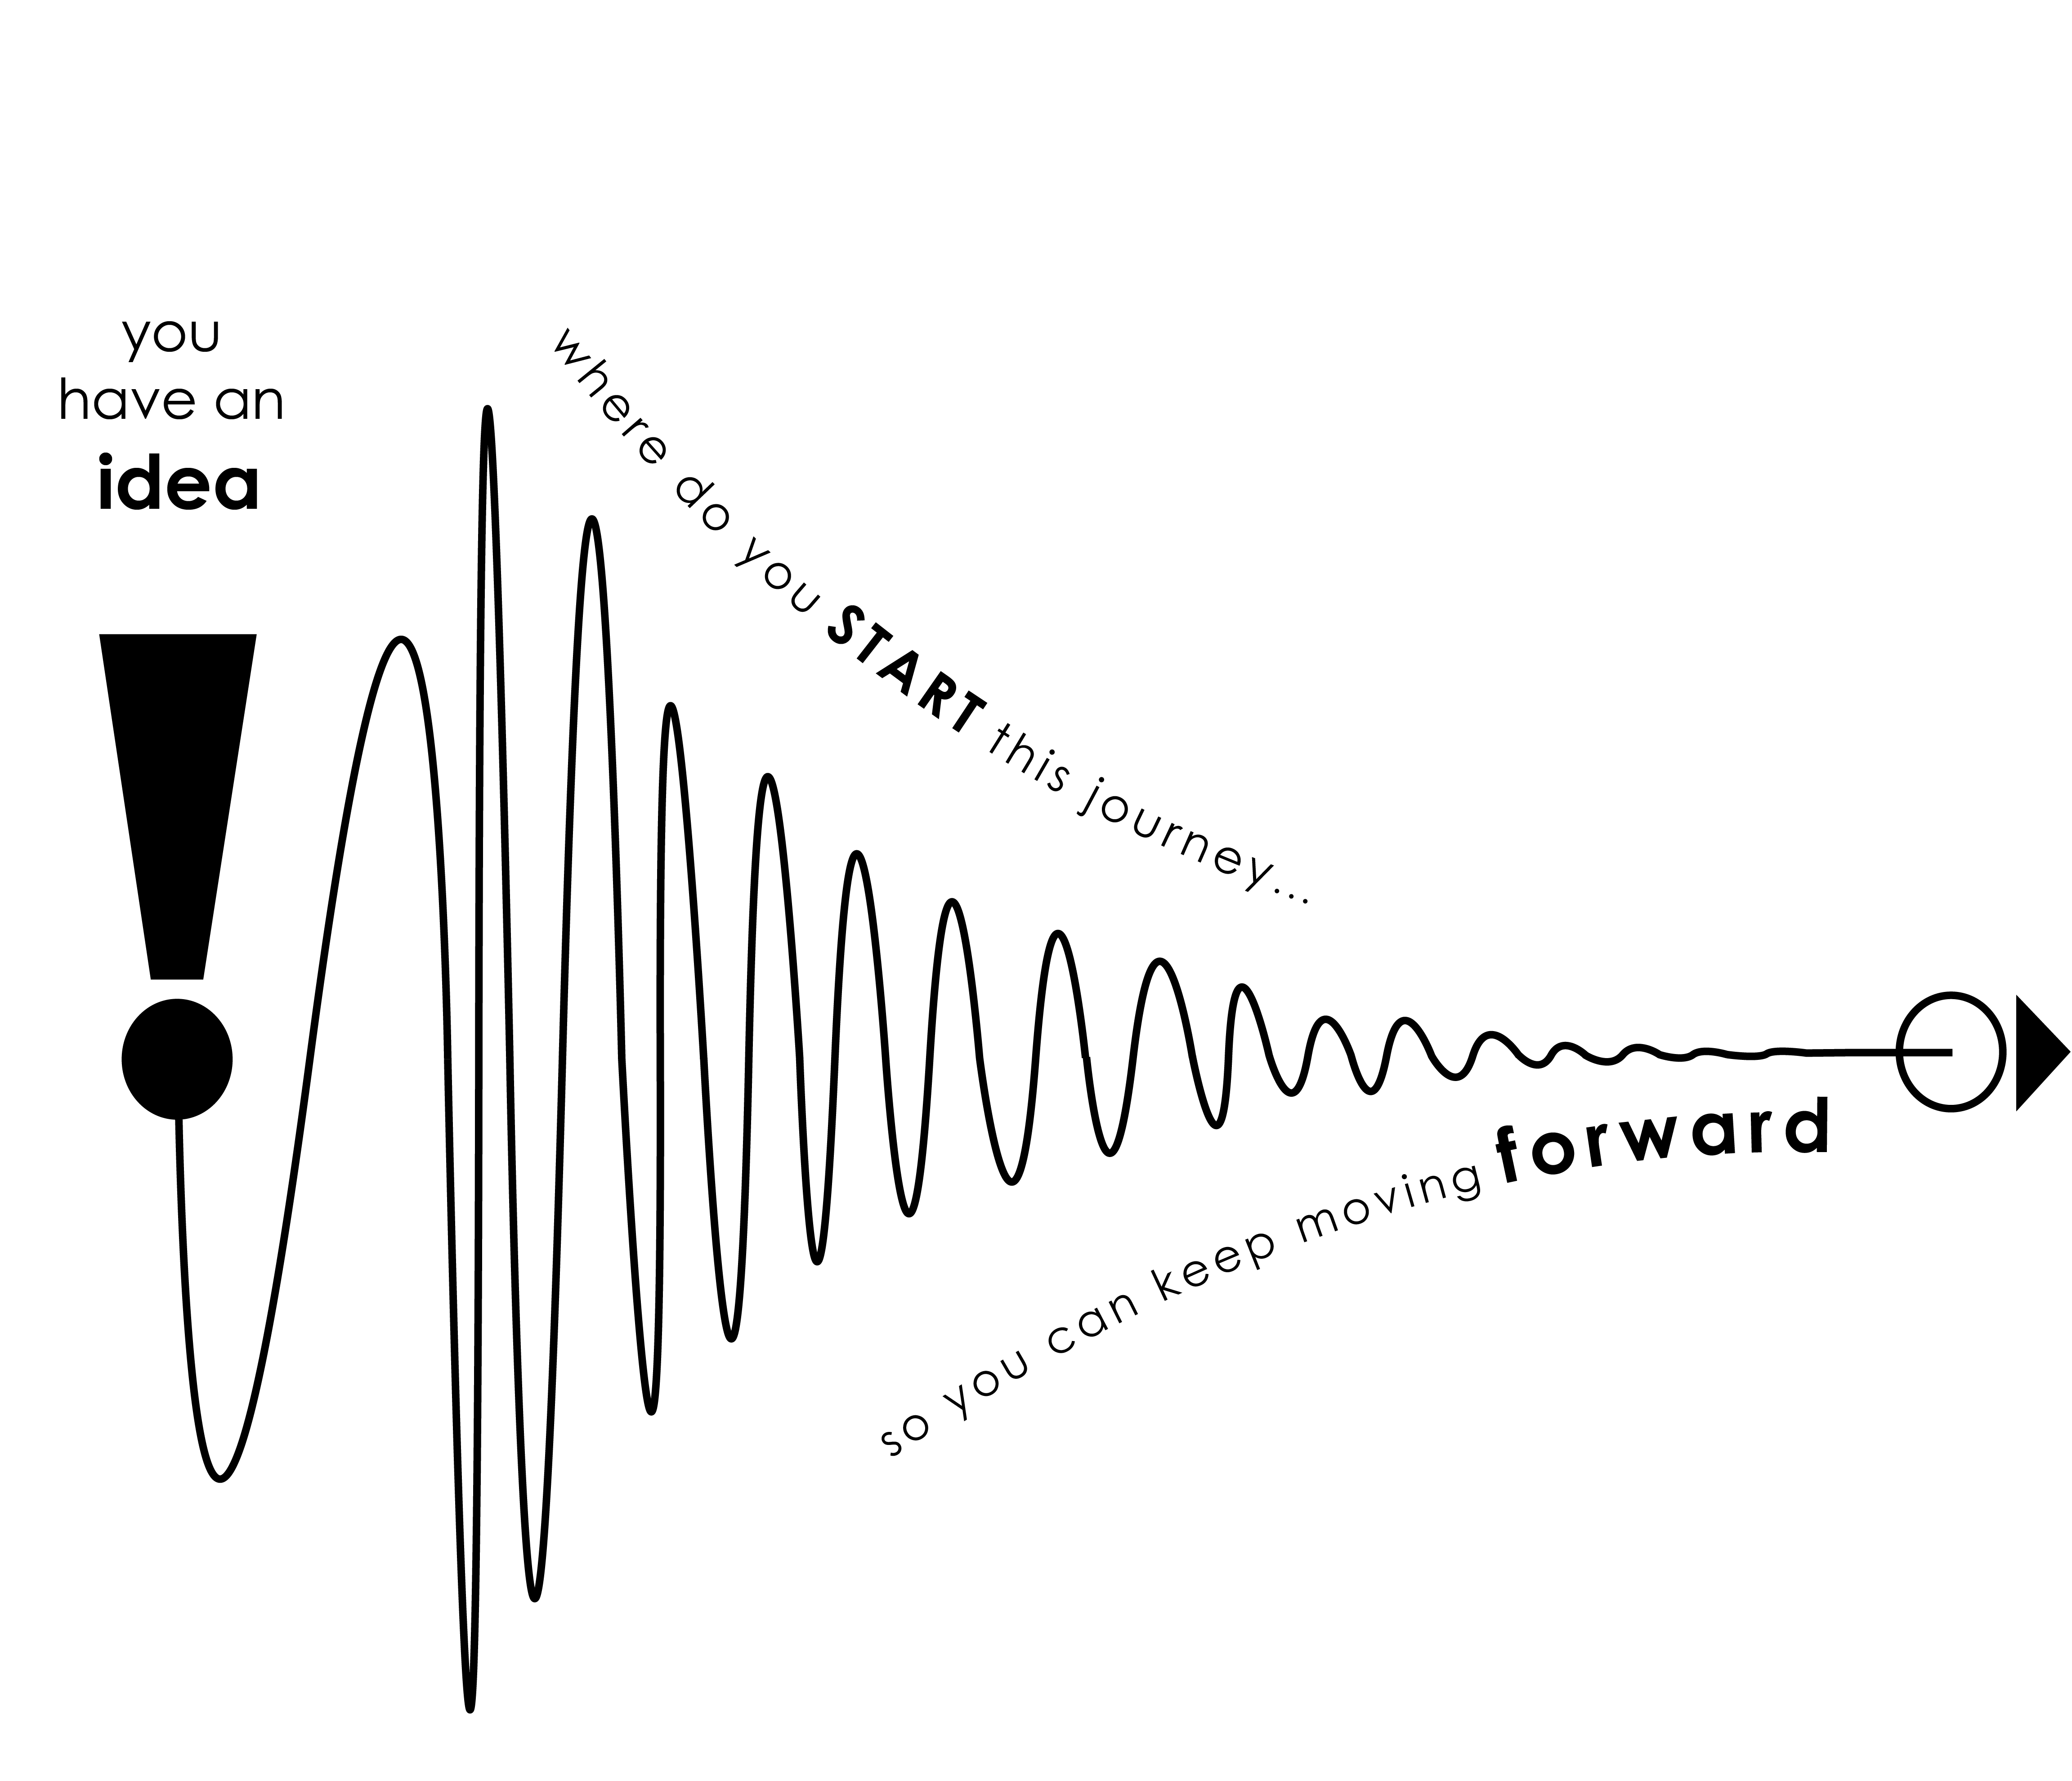 you
have an
idea
where do you START this journey...
so you can keep moving forward